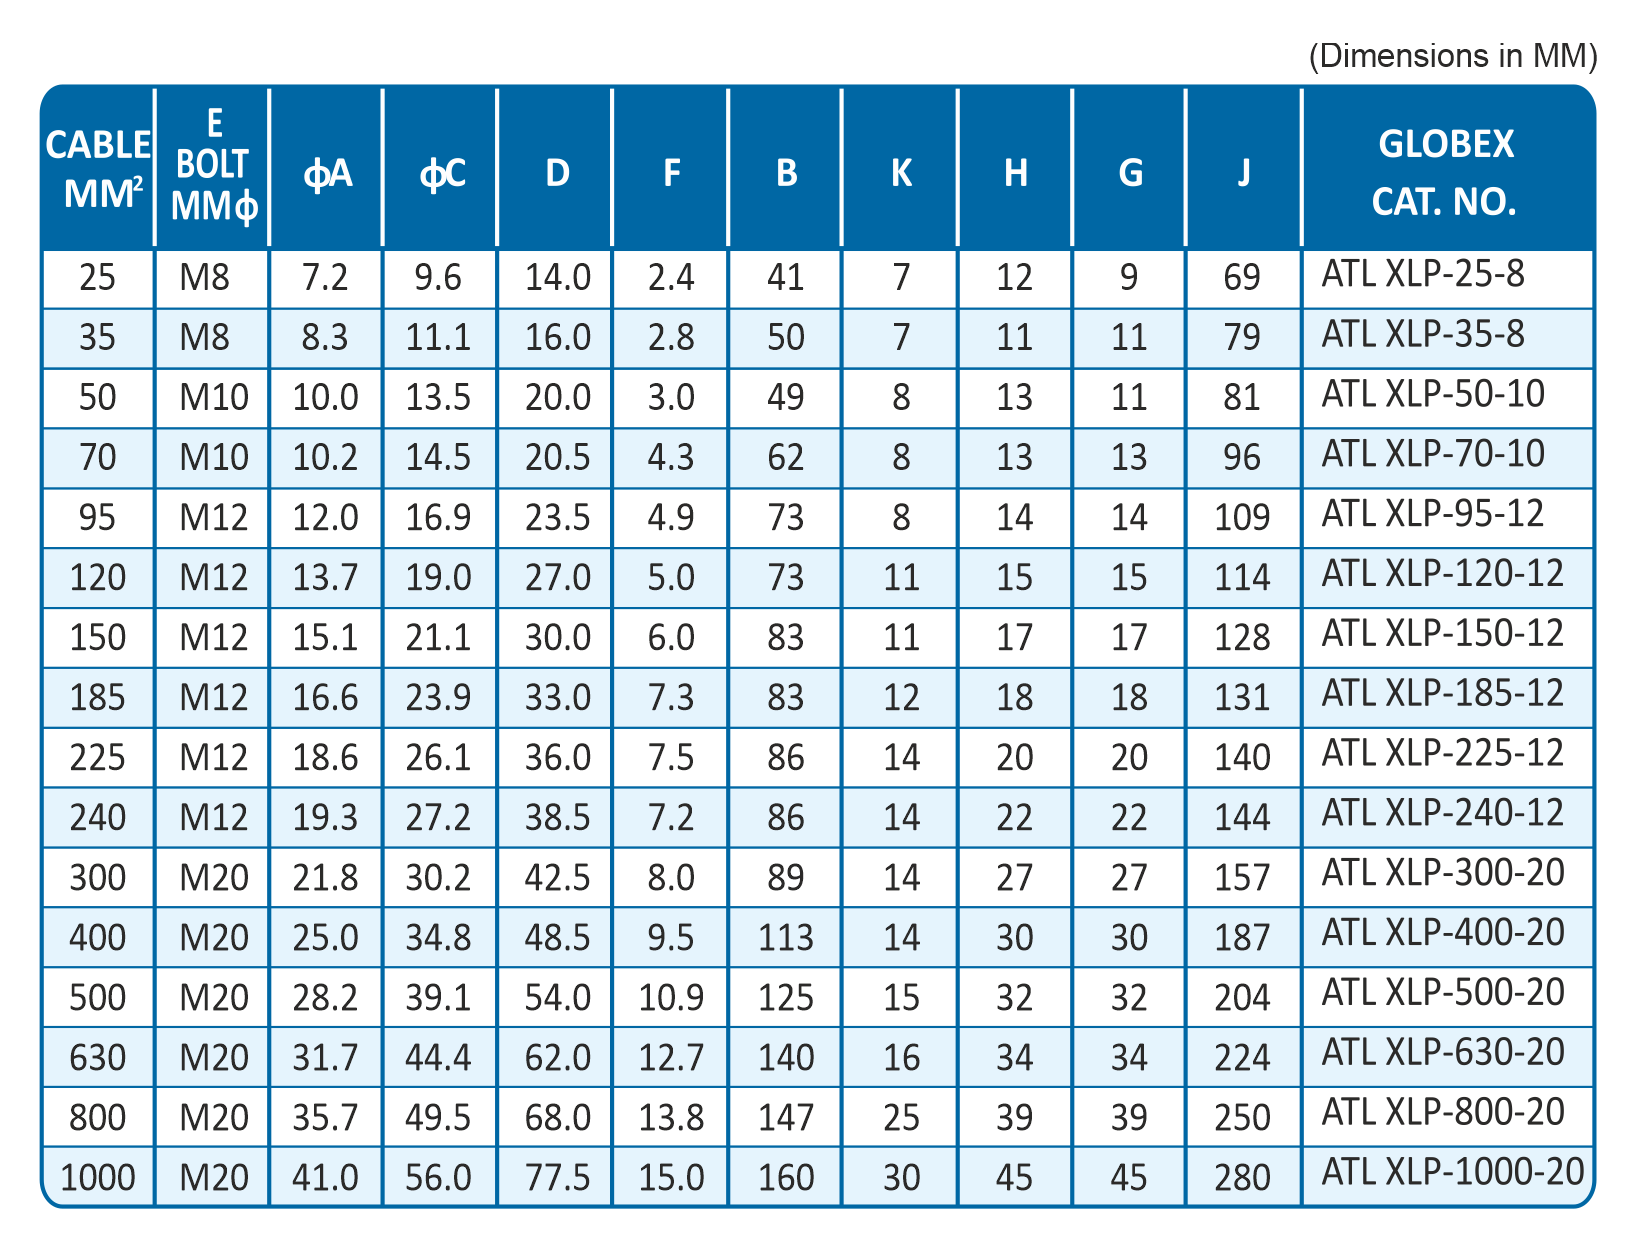 (Dimensions in MM)
CABLE MM² E BOLT MMϕ ϕA ϕC D F B K H G J GLOBEX CAT. NO.
25 M8 7.2 9.6 14.0 2.4 41 7 12 9 69 ATL XLP-25-8
35 M8 8.3 11.1 16.0 2.8 50 7 11 11 79 ATL XLP-35-8
50 M10 10.0 13.5 20.0 3.0 49 8 13 11 81 ATL XLP-50-10
70 M10 10.2 14.5 20.5 4.3 62 8 13 13 96 ATL XLP-70-10
95 M12 12.0 16.9 23.5 4.9 73 8 14 14 109 ATL XLP-95-12
120 M12 13.7 19.0 27.0 5.0 73 11 15 15 114 ATL XLP-120-12
150 M12 15.1 21.1 30.0 6.0 83 11 17 17 128 ATL XLP-150-12
185 M12 16.6 23.9 33.0 7.3 83 12 18 18 131 ATL XLP-185-12
225 M12 18.6 26.1 36.0 7.5 86 14 20 20 140 ATL XLP-225-12
240 M12 19.3 27.2 38.5 7.2 86 14 22 22 144 ATL XLP-240-12
300 M20 21.8 30.2 42.5 8.0 89 14 27 27 157 ATL XLP-300-20
400 M20 25.0 34.8 48.5 9.5 113 14 30 30 187 ATL XLP-400-20
500 M20 28.2 39.1 54.0 10.9 125 15 32 32 204 ATL XLP-500-20
630 M20 31.7 44.4 62.0 12.7 140 16 34 34 224 ATL XLP-630-20
800 M20 35.7 49.5 68.0 13.8 147 25 39 39 250 ATL XLP-800-20
1000 M20 41.0 56.0 77.5 15.0 160 30 45 45 280 ATL XLP-1000-20